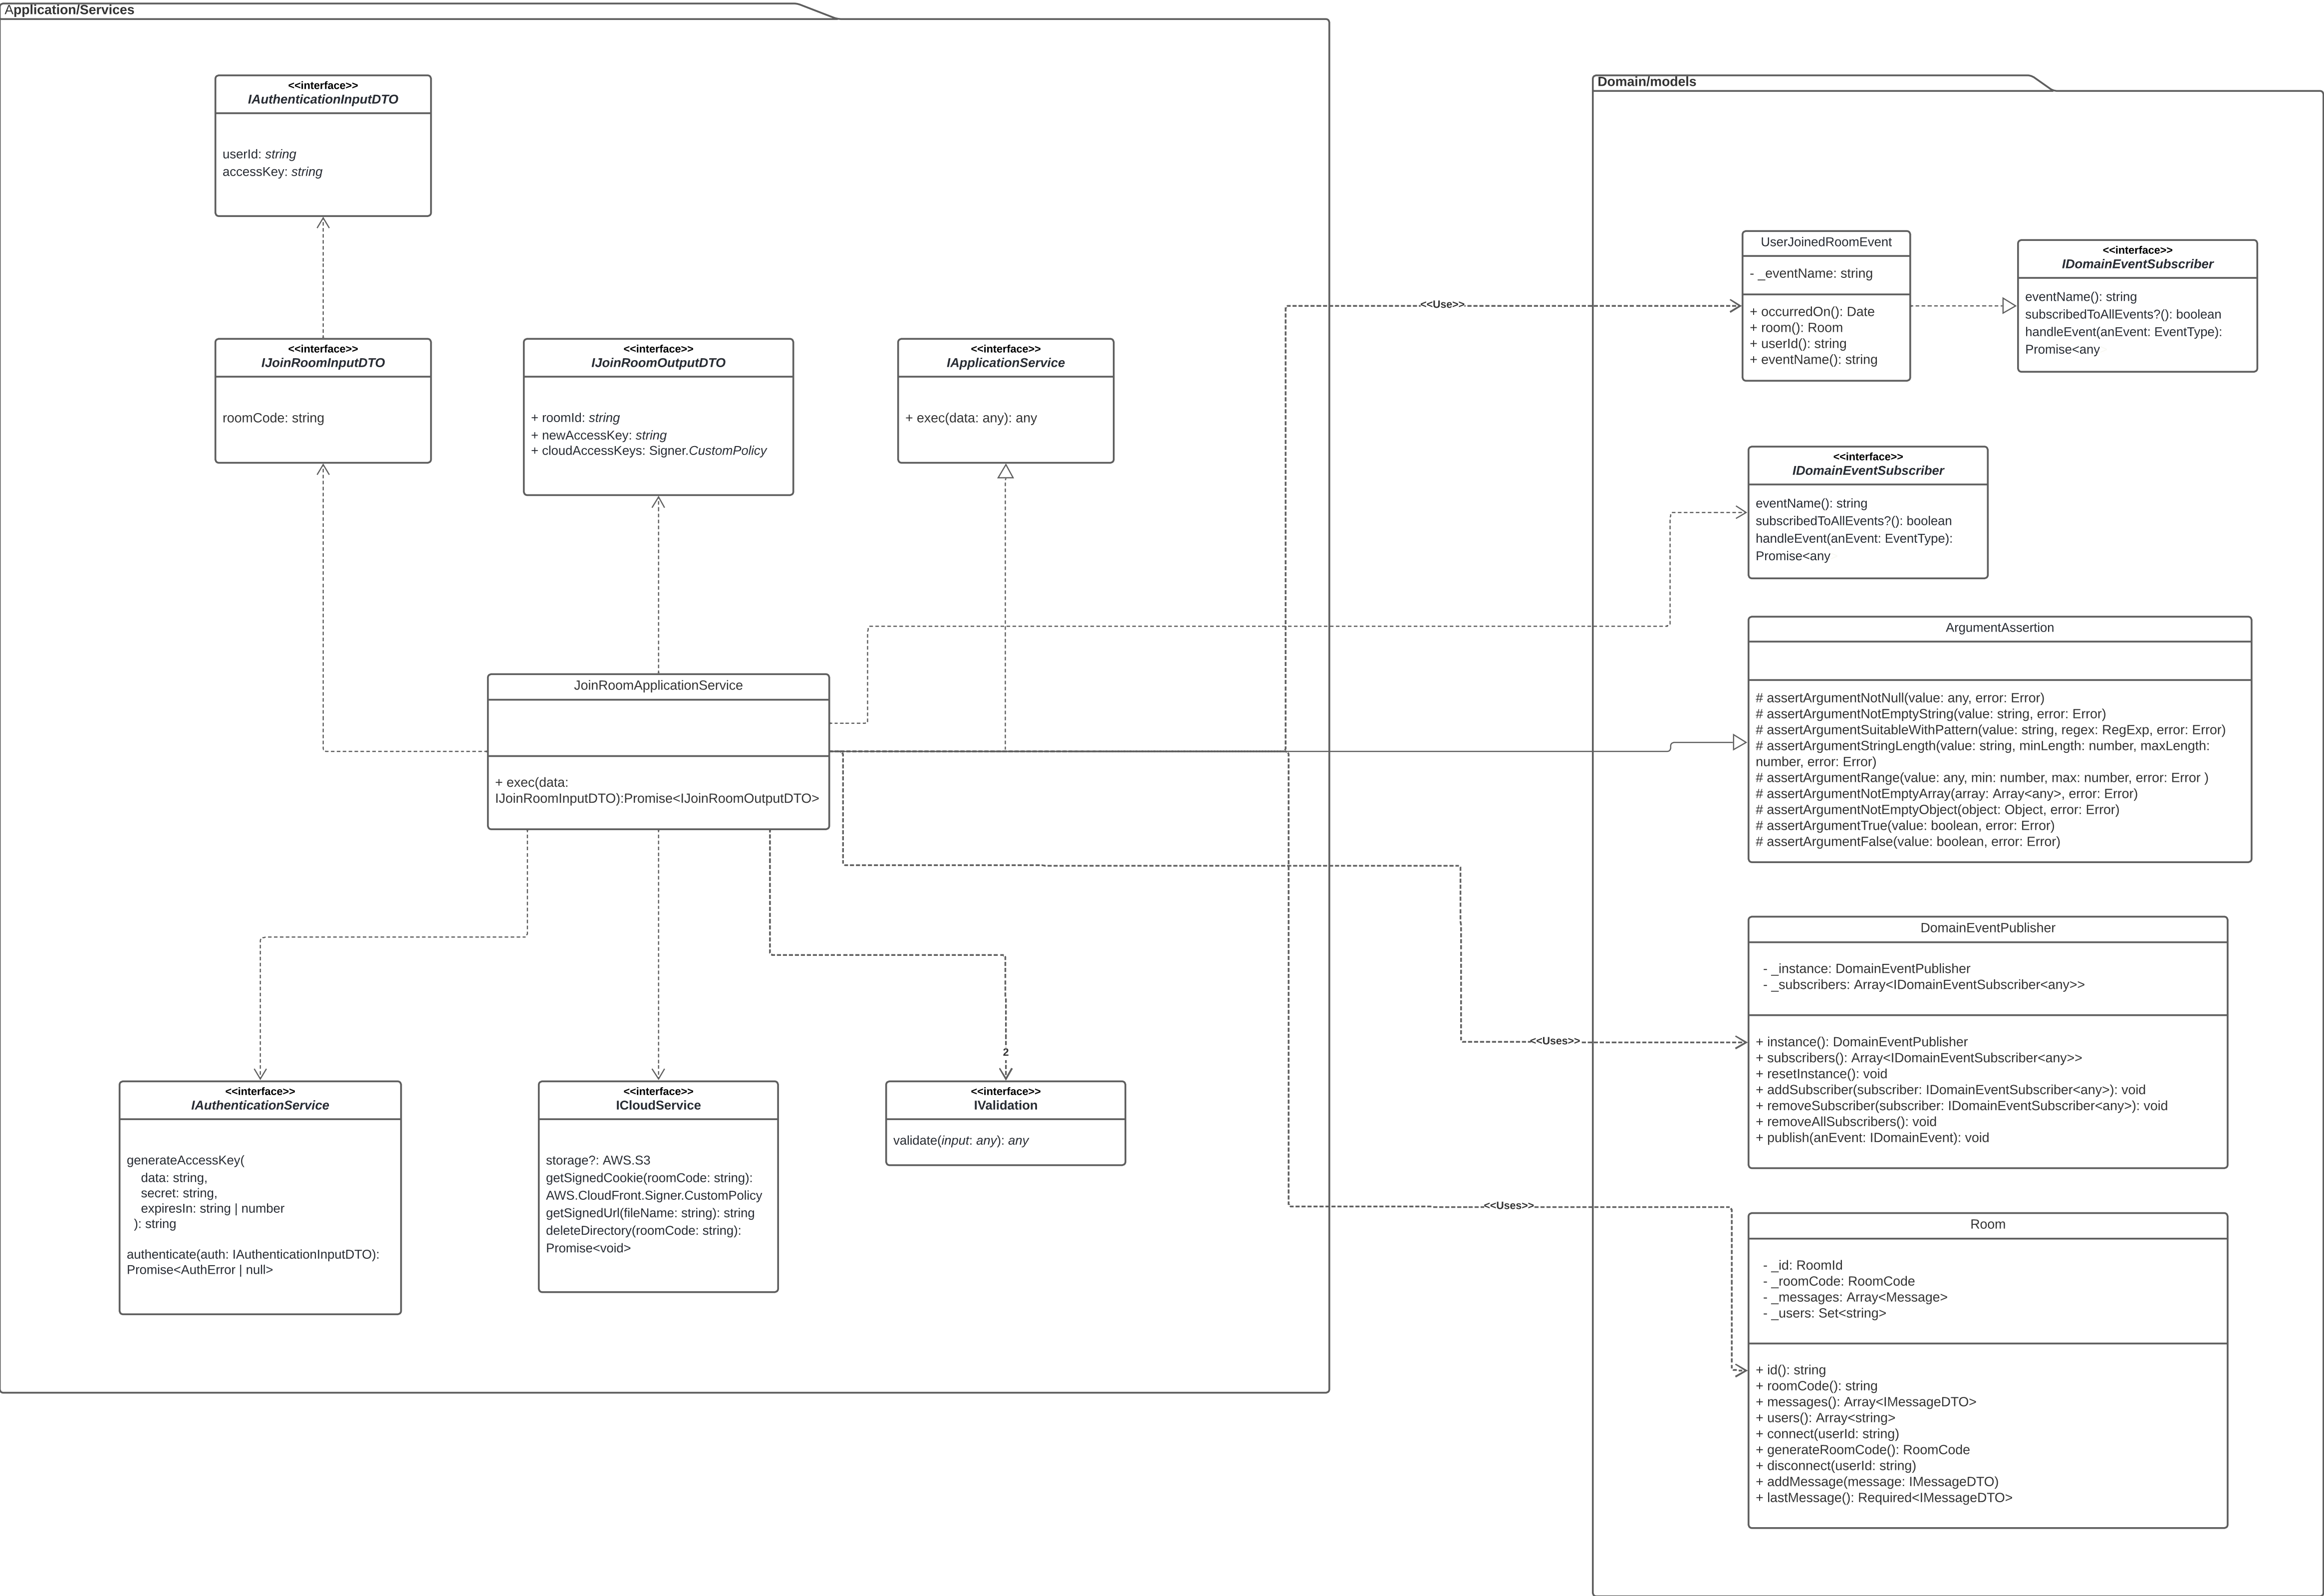 Application/Services
<<interface>>
IAuthenticationInputDTO
userId: string
accessKey: string
<<interface>>
IJoinRoomInputDTO
roomCode: string
<<interface>>
IJoinRoomOutputDTO
+ roomId: string
+ newAccessKey: string
+ cloudAccessKeys: Signer.CustomPolicy
<<interface>>
IApplicationService
+ exec(data: any): any
JoinRoomApplicationService
+ exec(data:
IJoinRoomInputDTO):Promise<IJoinRoomOutputDTO>
2
<<interface>>
IAuthenticationService
generateAccessKey(
data: string,
secret: string,
expiresIn: string | number
): string
authenticate(auth: IAuthenticationInputDTO):
Promise<AuthError | null>
<<interface>>
ICloudService
storage?: AWS.S3
getSignedCookie(roomCode: string):
AWS.CloudFront.Signer.CustomPolicy
getSignedUrl(fileName: string): string
deleteDirectory(roomCode: string):
Promise<void>
<<interface>>
IValidation
validate(input: any): any
<<Use>>
<<Uses>>
<<Uses>>
Domain/models
UserJoinedRoomEvent
- _eventName: string
+ occurredOn(): Date
+ room(): Room
+ userId(): string
+ eventName(): string
<<interface>>
IDomainEventSubscriber
eventName(): string
subscribedToAllEvents?(): boolean
handleEvent(anEvent: EventType):
Promise<any
<<interface>>
IDomainEventSubscriber
eventName(): string
subscribedToAllEvents?(): boolean
handleEvent(anEvent: EventType):
Promise<any
ArgumentAssertion
# assertArgumentNotNull(value: any, error: Error)
# assertArgumentNotEmptyString(value: string, error: Error)
# assertArgumentSuitableWithPattern(value: string, regex: RegExp, error: Error)
# assertArgumentStringLength(value: string, minLength: number, maxLength:
number, error: Error)
# assertArgumentRange(value: any, min: number, max: number, error: Error )
# assertArgumentNotEmptyArray(array: Array<any>, error: Error)
# assertArgumentNotEmptyObject(object: Object, error: Error)
# assertArgumentTrue(value: boolean, error: Error)
# assertArgumentFalse(value: boolean, error: Error)
DomainEventPublisher
- _instance: DomainEventPublisher
- _subscribers: Array<IDomainEventSubscriber<any>>
+ instance(): DomainEventPublisher
+ subscribers(): Array<IDomainEventSubscriber<any>>
+ resetInstance(): void
+ addSubscriber(subscriber: IDomainEventSubscriber<any>): void
+ removeSubscriber(subscriber: IDomainEventSubscriber<any>): void
+ removeAllSubscribers(): void
+ publish(anEvent: IDomainEvent): void
Room
- _id: RoomId
- _roomCode: RoomCode
- _messages: Array<Message>
- _users: Set<string>
+ id(): string
+ roomCode(): string
+ messages(): Array<IMessageDTO>
+ users(): Array<string>
+ connect(userId: string)
+ generateRoomCode(): RoomCode
+ disconnect(userId: string)
+ addMessage(message: IMessageDTO)
+ lastMessage(): Required<IMessageDTO>